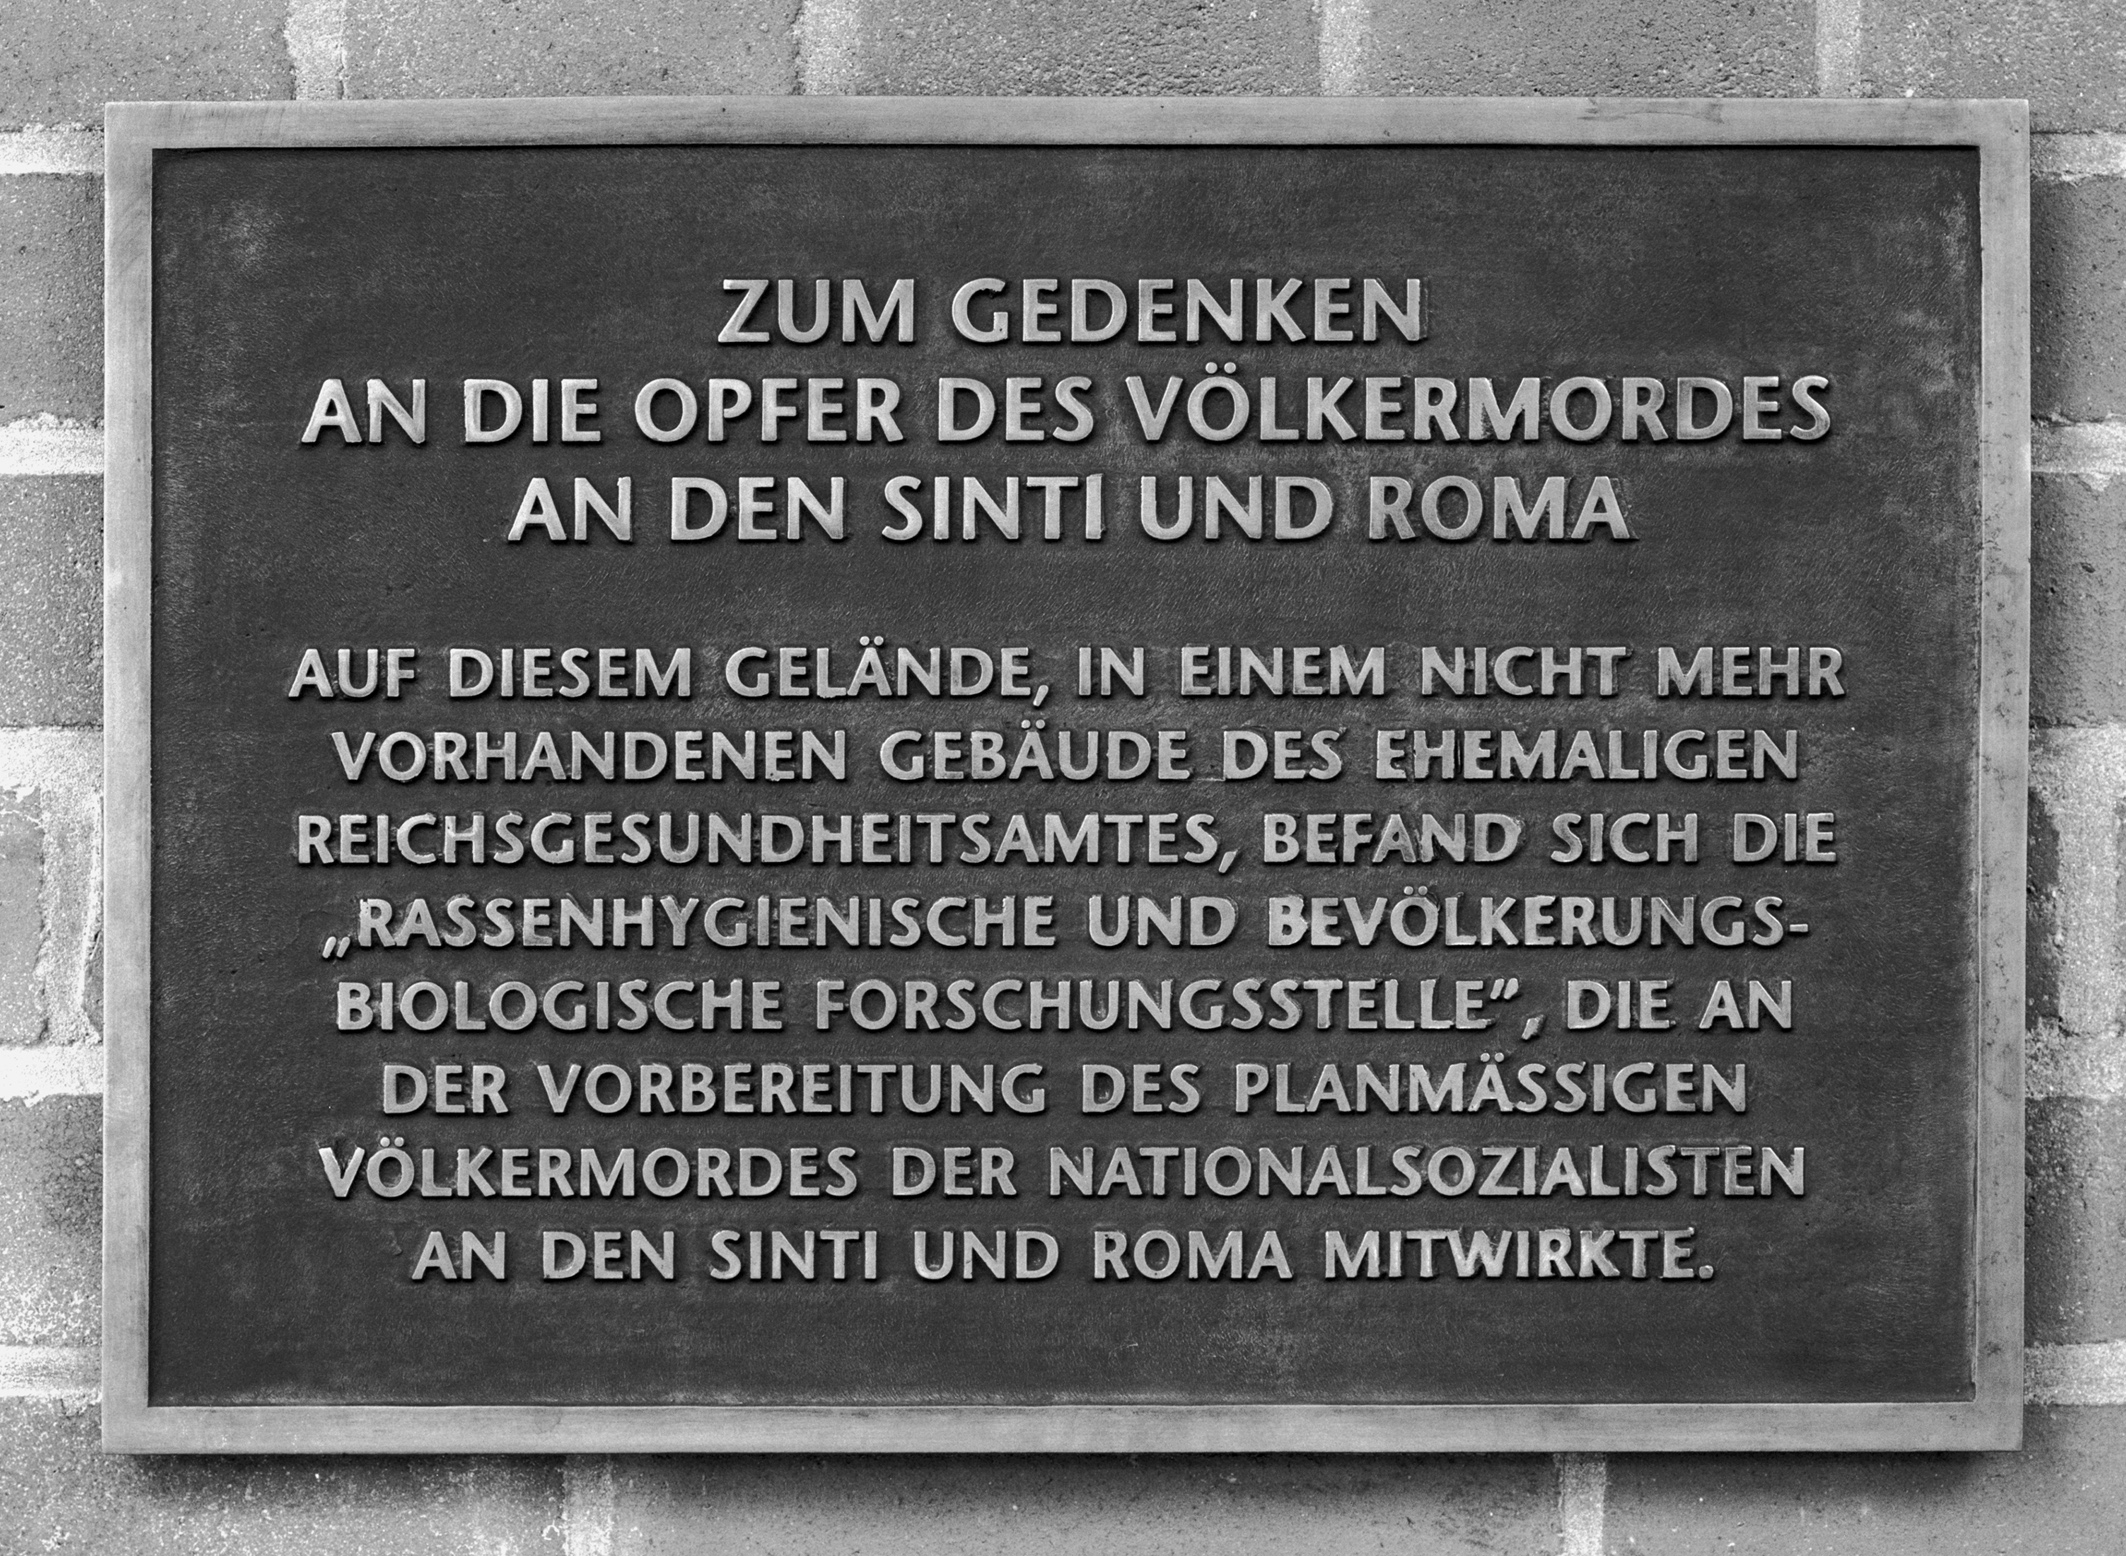 ZUM GEDENKEN
AN DIE OPFER DES VÖLKERMORDES
AN DEN SINTI UND ROMA
AUF DIESEM GELÄNDE, IN EINEM NICHT MEHR
VORHANDENEN GEBÄUDE DES EHEMALIGEN
REICHSGESUNDHEITSAMTES, BEFAND SICH DIE
„RASSENHYGIENISCHE UND BEVÖLKERUNGS-
BIOLOGISCHE FORSCHUNGSSTELLE”, DIE AN
DER VORBEREITUNG DES PLANMÄSSIGEN
VÖLKERMORDES DER NATIONALSOZIALISTEN
AN DEN SINTI UND ROMA MITWIRKTE.